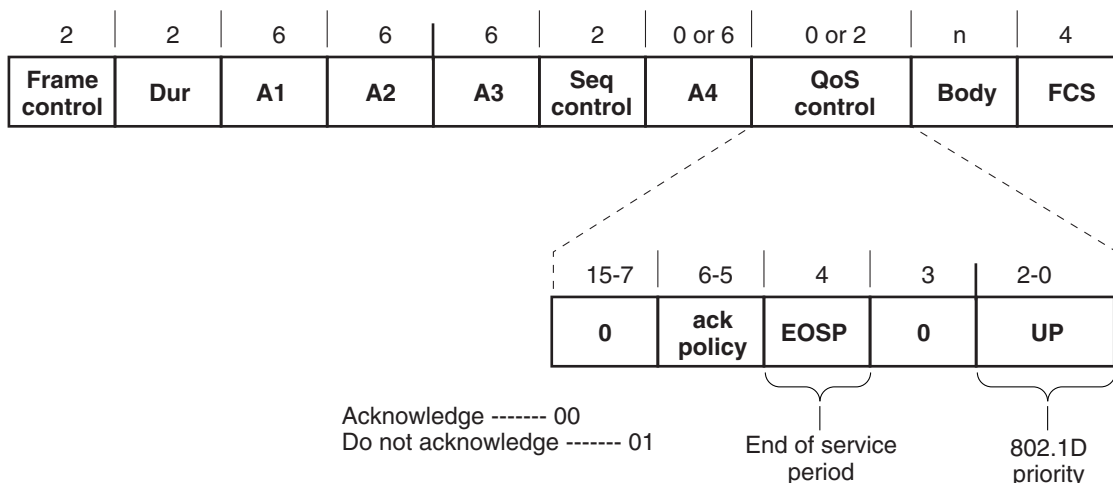 2 2 6 6 6 2 0 or 6 0 or 2 n 4
Frame control Dur A1 A2 A3 Seq control A4 QoS control Body FCS
15-7 6-5 4 3 2-0
0 ack policy EOSP 0 UP
Acknowledge ------- 00
Do not acknowledge ------- 01
End of service
period
802.1D
priority